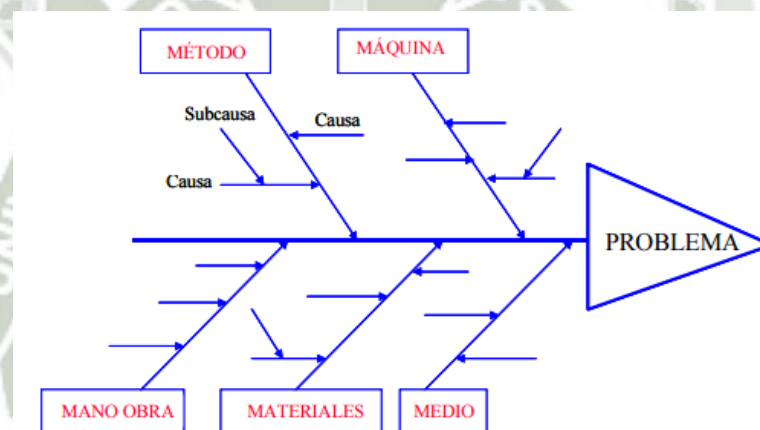 MÉTODO
MÁQUINA
Subcausa
Causa
Causa
PROBLEMA
MANO OBRA
MATERIALES
MEDIO